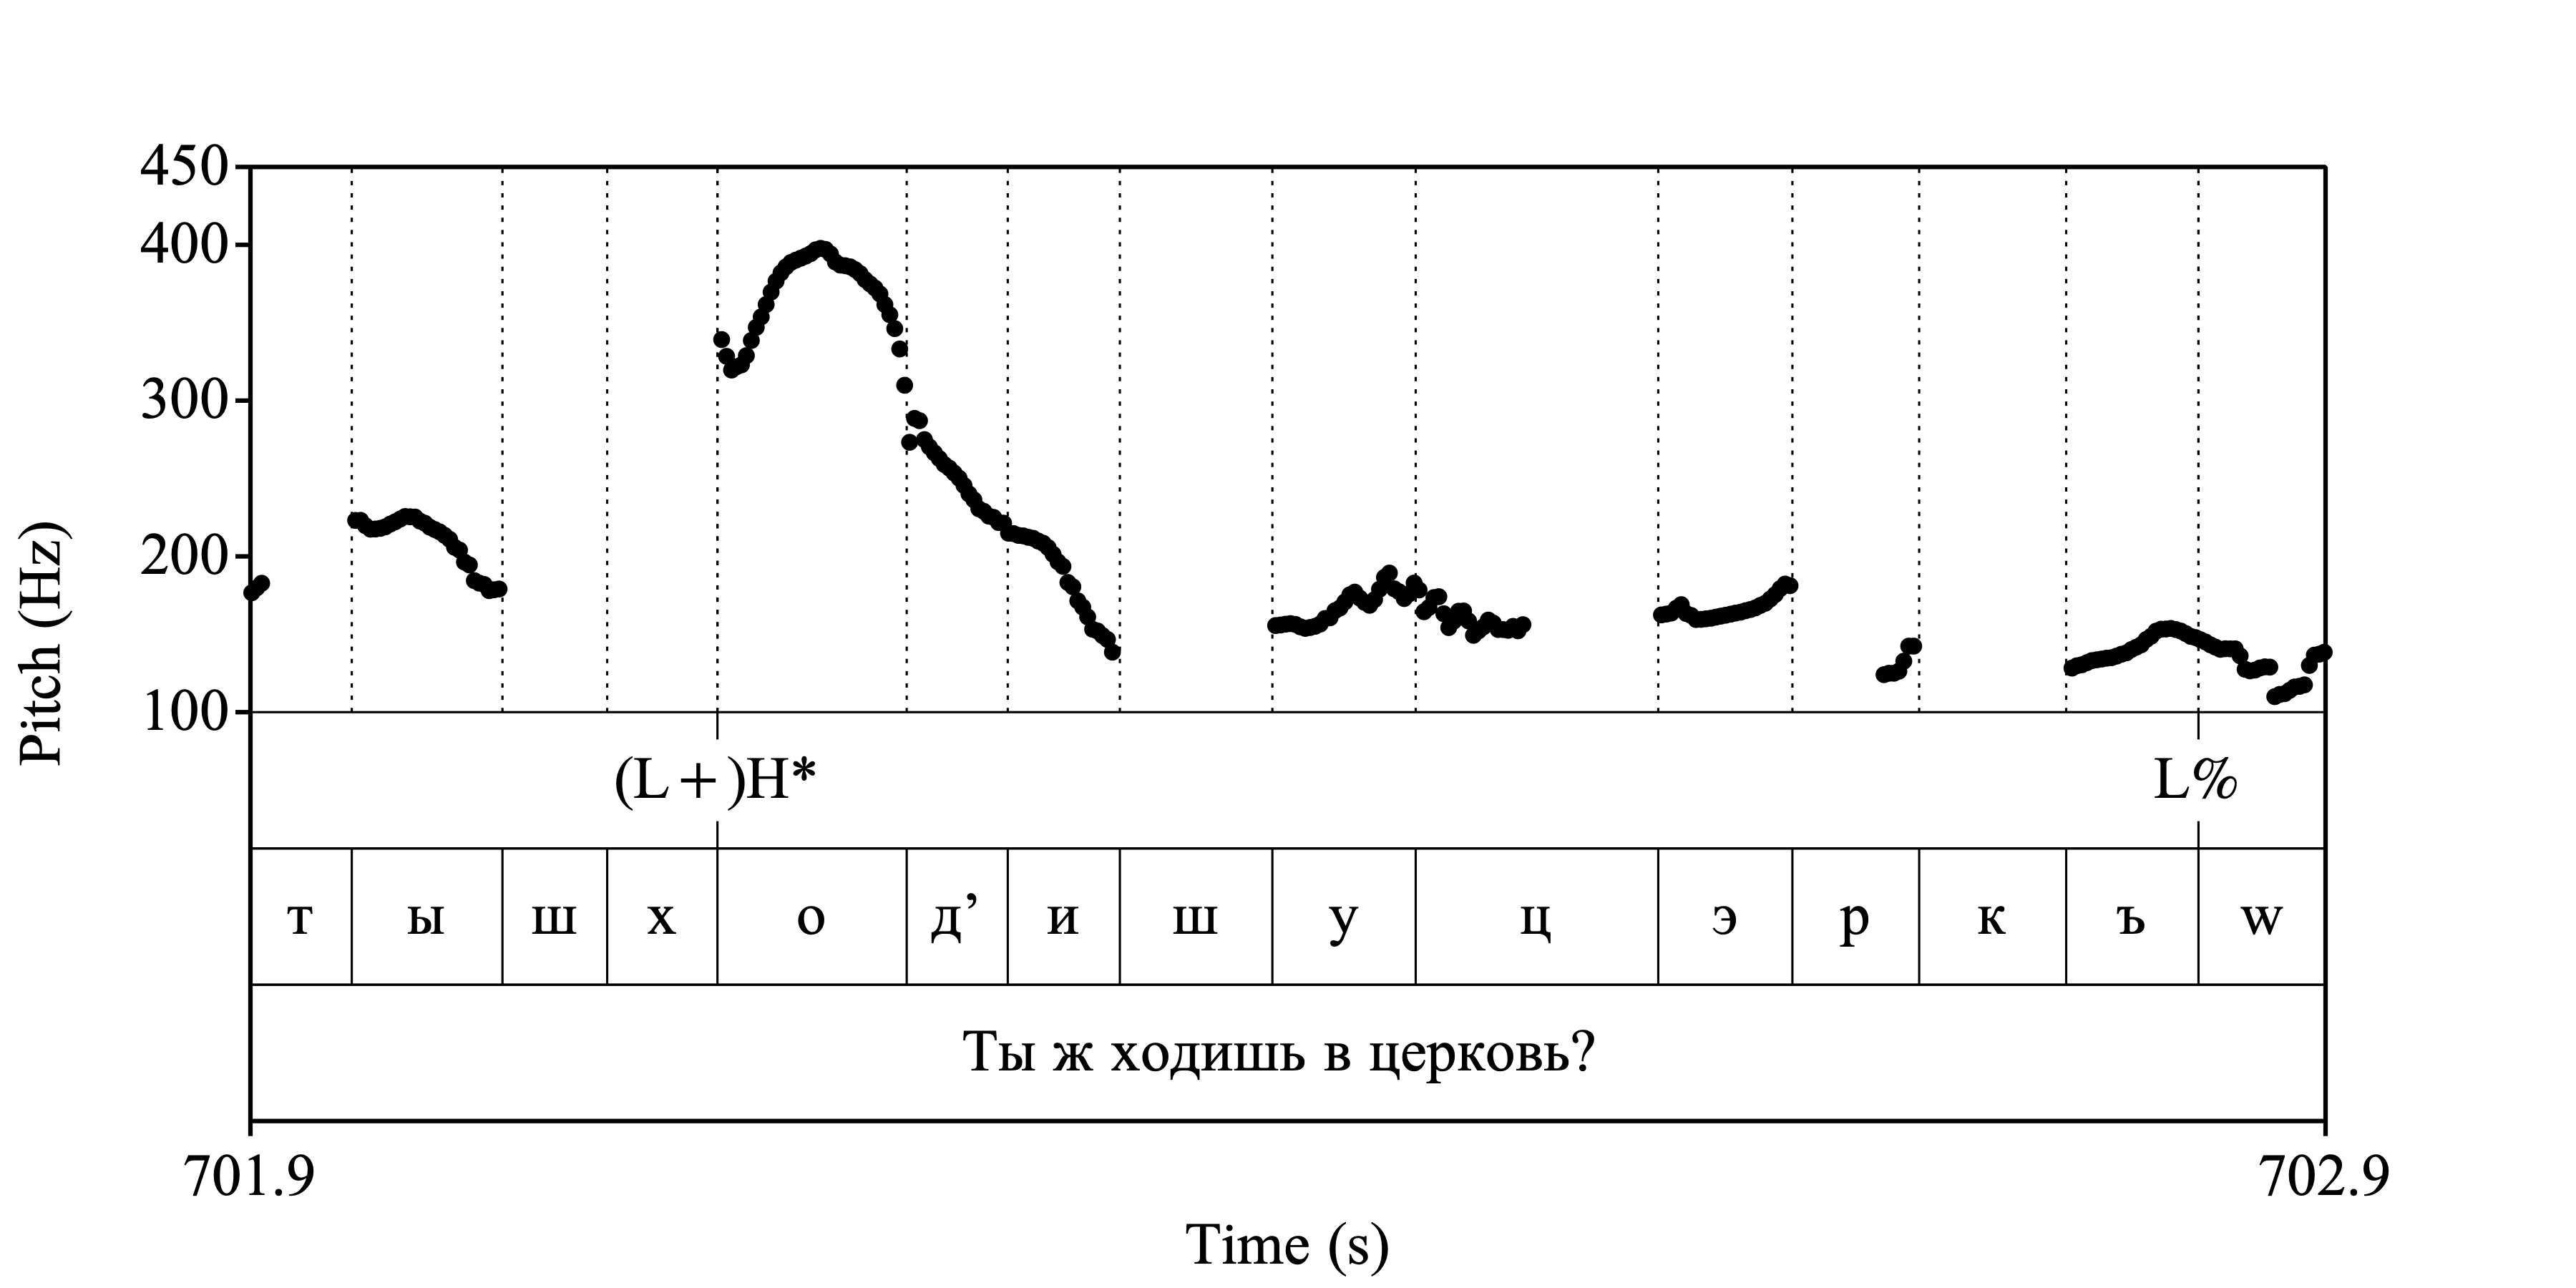 450
400
300
200
100
Pitch (Hz)
(L+)H* L%
т ы ш х о д’ и ш у ц э р к ъ w
Ты ж ходишь в церковь?
701.9 702.9
Time (s)